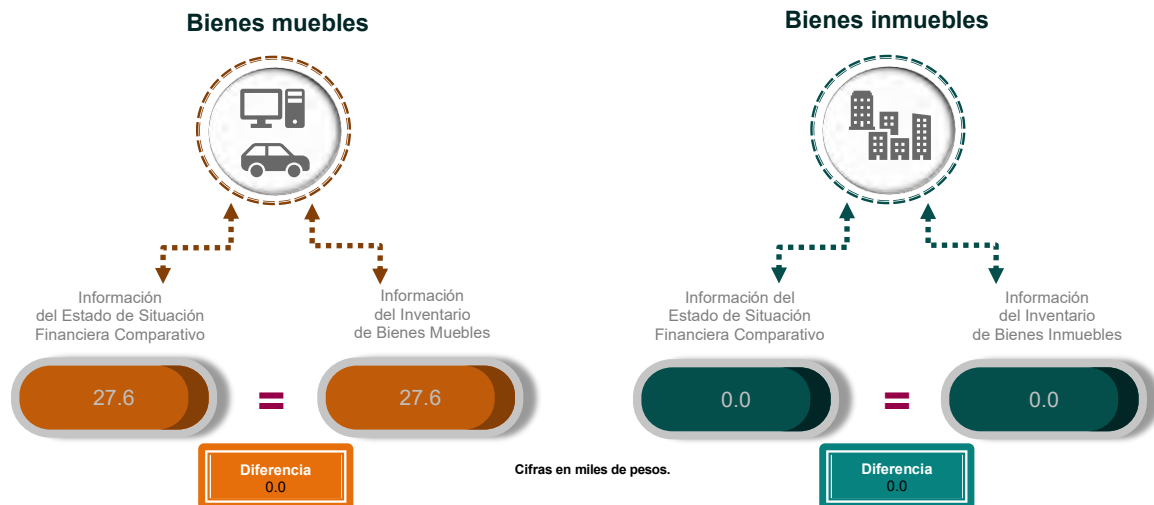 Bienes muebles
Información
del Estado de Situación
Financiera Comparativo
Información
del Inventario
de Bienes Muebles
27.6
=
27.6
Diferencia
0.0
Cifras en miles de pesos.
Bienes inmuebles
Información del
Estado de Situación
Financiera Comparativo
Información
del Inventario
de Bienes Inmuebles
0.0
=
0.0
Diferencia
0.0